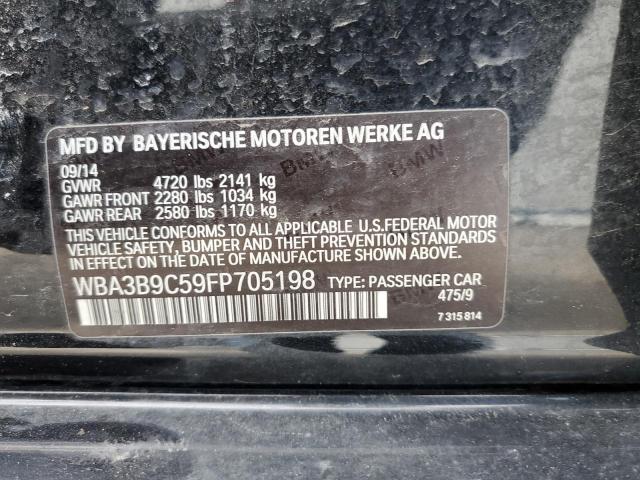 MFD BY BAYERISCHE MOTOREN WERKE AG
09/14
GVWR 4720 lbs 2141 kg
GAWR FRONT 2280 lbs 1034 kg
GAWR REAR 2580 lbs 1170 kg
BMW BMW
THIS VEHICLE CONFORMS TO ALL APPLICABLE U.S.FEDERAL MOTOR
VEHICLE SAFETY, BUMPER AND THEFT PREVENTION STANDARDS
IN EFFECT ON THE DATE OF MANUFACTURE SHOWN ABOVE.
WBA3B9C59FP705198 TYPE: PASSENGER CAR
475/9
7 315 814